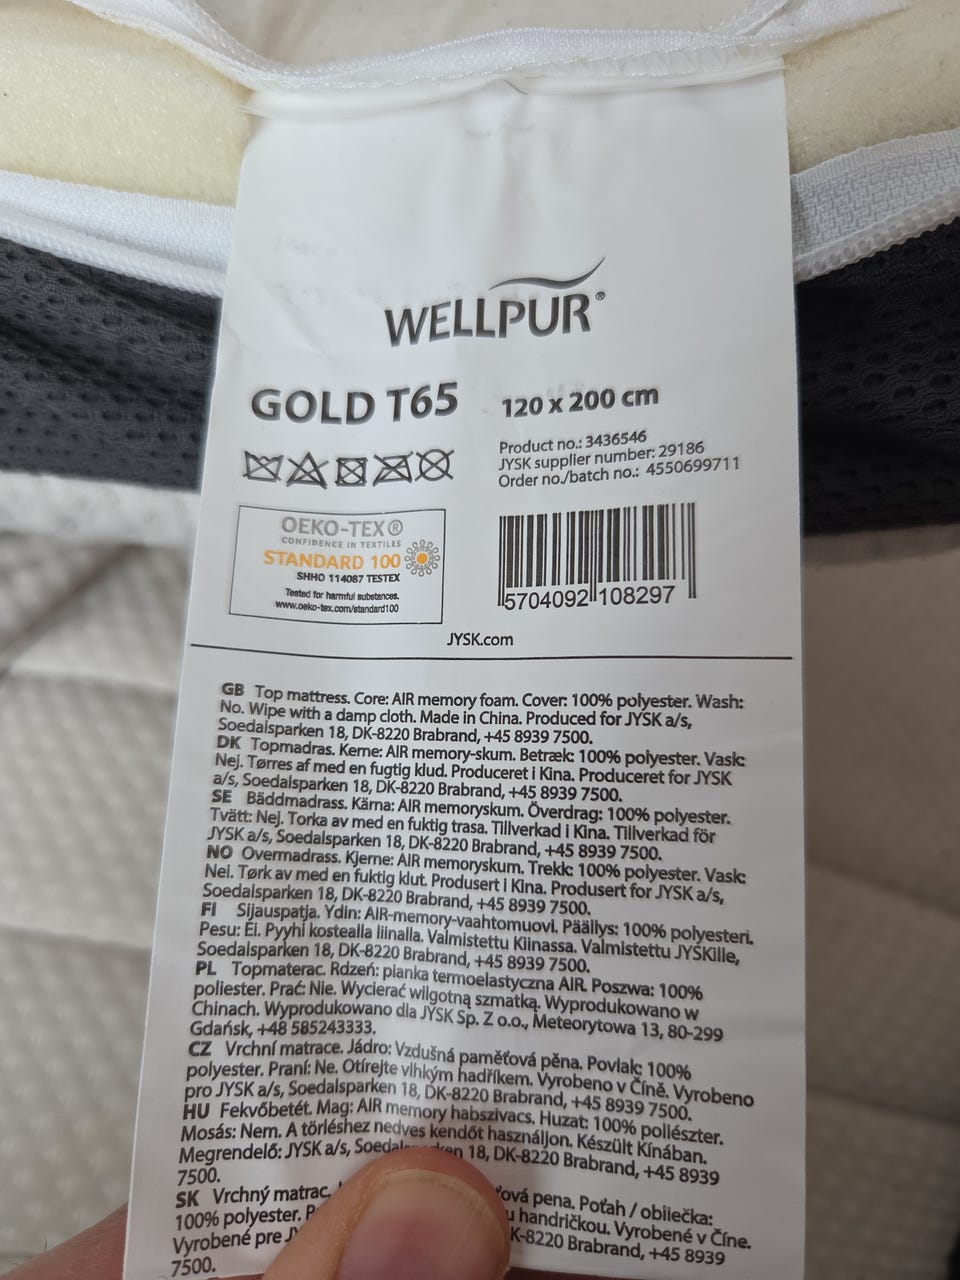 WELLPUR®
GOLD T65
120 x 200 cm
Product no.: 3436546
JYSK supplier number: 29186
Order no./batch no.: 4550699711
OEKO-TEX®
CONFIDENCE IN TEXTILES
STANDARD 100
SHHO 114087 TESTEX
Tested for harmful substances.
www.oeko-tex.com/standard100
5704092 108297
JYSK.com
GB Top mattress. Core: AIR memory foam. Cover: 100% polyester. Wash:
No. Wipe with a damp cloth. Made in China. Produced for JYSK a/s,
Soedalsparken 18, DK-8220 Brabrand, +45 8939 7500.
DK Topmadras. Kerne: AIR memory-skum. Betræk: 100% polyester. Vask:
Nej. Tørres af med en fugtig klud. Produceret i Kina. Produceret for JYSK
a/s, Soedalsparken 18, DK-8220 Brabrand, +45 8939 7500.
SE Bäddmadrass. Kärna: AIR memoryskum. Överdrag: 100% polyester.
Tvätt: Nej. Torka av med en fuktig trasa. Tillverkad i Kina. Tillverkad för
JYSK a/s, Soedalsparken 18, DK-8220 Brabrand, +45 8939 7500.
NO Overmadrass. Kjerne: AIR memoryskum. Trekk: 100% polyester. Vask:
Nei. Tørk av med en fuktig klut. Produsert i Kina. Produsert for JYSK a/s,
Soedalsparken 18, DK-8220 Brabrand, +45 8939 7500.
FI Sijauspatja. Ydin: AIR-memory-vaahtomuovi. Päällys: 100% polyesteri.
Pesu: Ei. Pyyhi kostealla liinalla. Valmistettu Kiinassa. Valmistettu JYSKille,
Soedalsparken 18, DK-8220 Brabrand, +45 8939 7500.
PL Topmaterac. Rdzeń: pianka termoelastyczna AIR. Poszwa: 100%
poliester. Prać: Nie. Wycierać wilgotną szmatką. Wyprodukowano w
Chinach. Wyprodukowano dla JYSK Sp. Z o.o., Meteorytowa 13, 80-299
Gdańsk, +48 585243333.
CZ Vrchní matrace. Jádro: Vzdušná paměťová pěna. Povlak: 100%
polyester. Praní: Ne. Otírejte vlhkým hadříkem. Vyrobeno v Číně. Vyrobeno
pro JYSK a/s, Soedalsparken 18, DK-8220 Brabrand, +45 8939 7500.
HU Fekvőbetét. Mag: AIR memory habszivacs. Huzat: 100% poliészter.
Mosás: Nem. A törléshez nedves kendőt használjon. Készült Kínában.
Megrendelő: JYSK a/s, 18, DK-8220 Brabrand, +45 8939
7500.
SK Vrchný matrac. pena. Poťah / obliečka:
100% polyester. handričkou. Vyrobené v Číne.
Vyrobené pre Brabrand, +45 8939
7500.